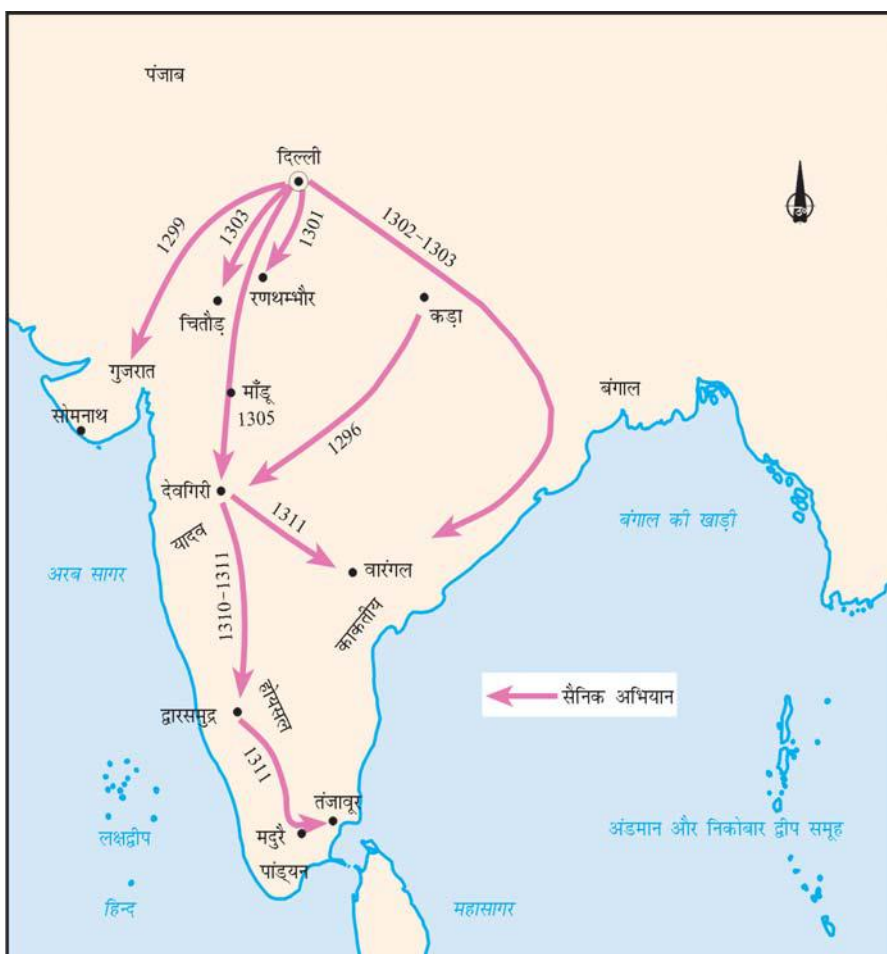 पंजाब
दिल्ली
1299
1303
1301
1302-1303
रणथम्भौर
चितौड़
कड़ा
गुजरात
माँडू
बंगाल
सोमनाथ
1305
1296
देवगिरी
1311
बंगाल की खाड़ी
यादव
अरब सागर
वारंगल
1310-1311
काकतीय
होयसल
सैनिक अभियान
द्वारसमुद्र
1311
तंजावूर
लक्षद्वीप
मदुरै
अंडमान और निकोबार द्वीप समूह
पांड्यन
हिन्द
महासागर